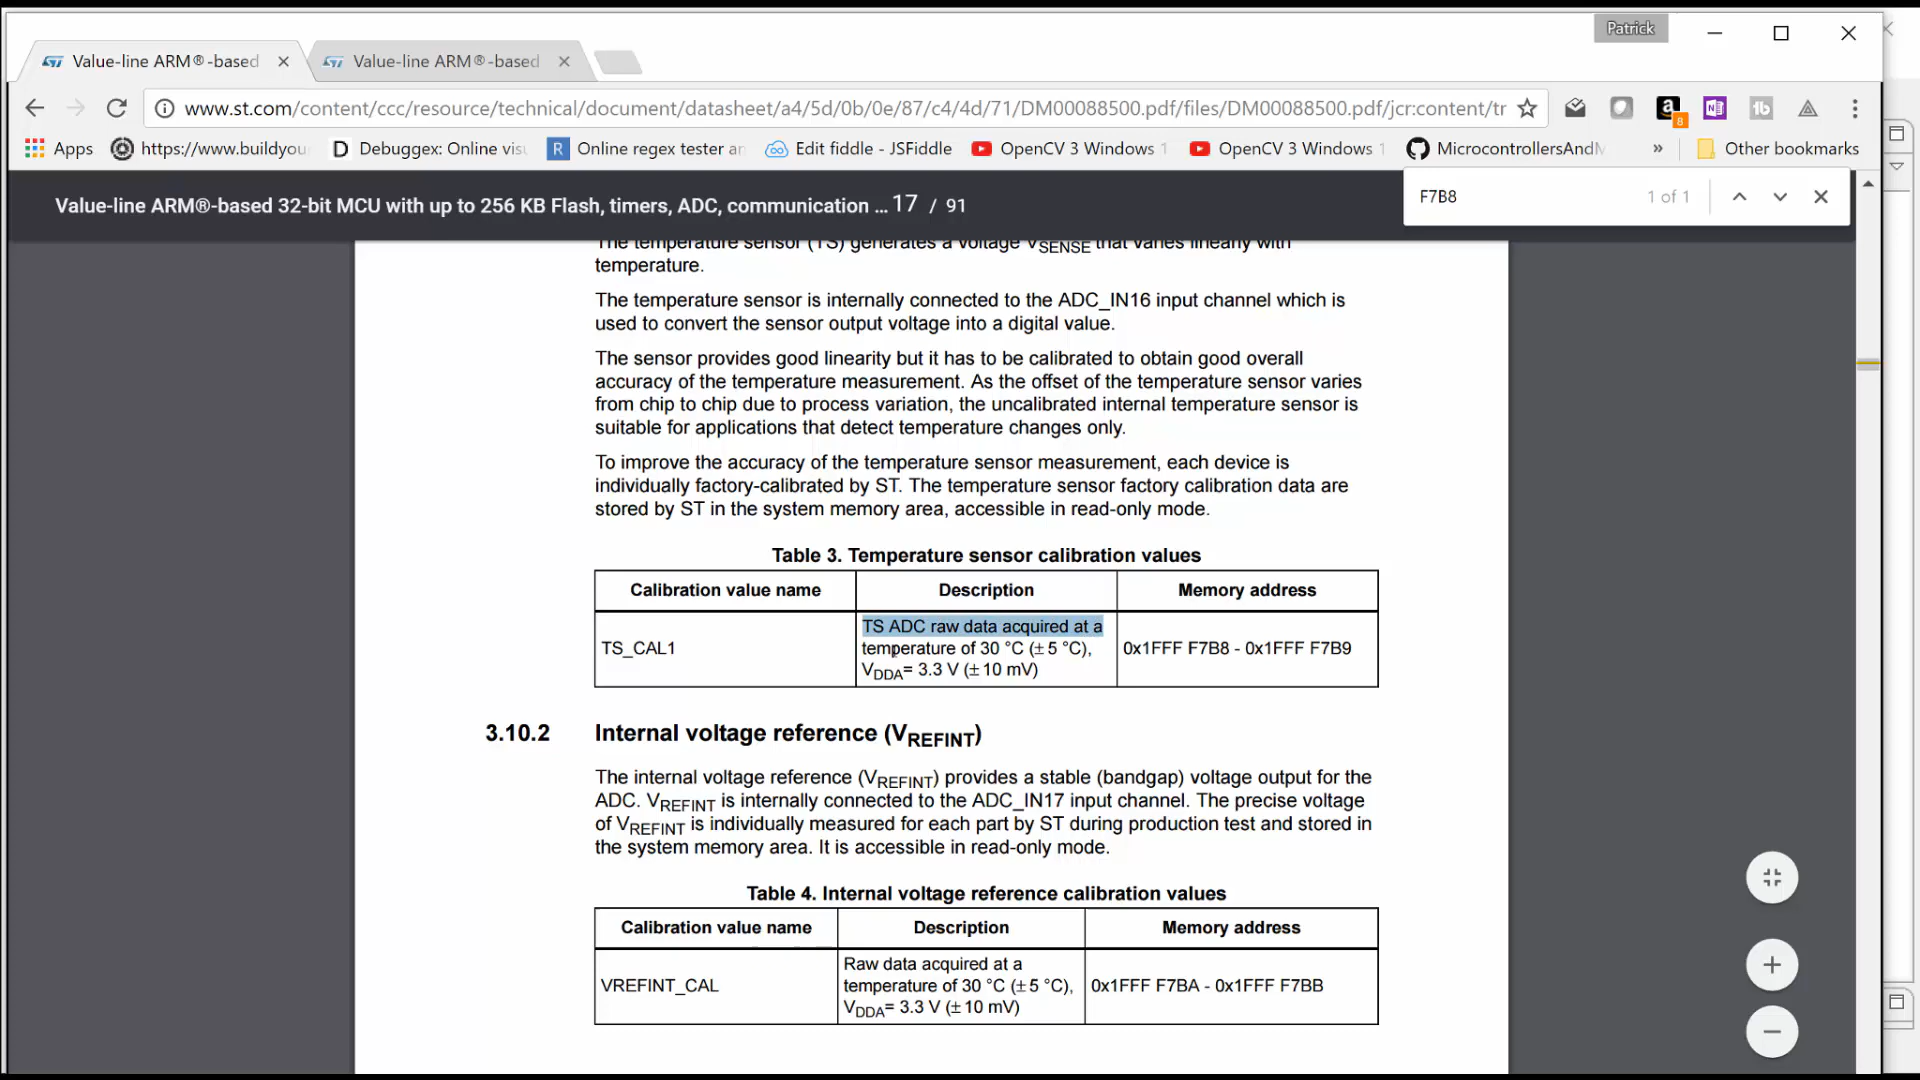 Patrick
Value-line ARM®-based
Value-line ARM®-based
www.st.com/content/ccc/resource/technical/document/datasheet/a4/5d/0b/0e/87/c4/4d/71/DM00088500.pdf/files/DM00088500.pdf/jcr:content/tr
8
Apps
https://www.buildyou
Debuggex: Online visu
R
Online regex tester an
Edit fiddle - JSFiddle
OpenCV 3 Windows 1
OpenCV 3 Windows 1
MicrocontrollersAndM
»
Other bookmarks
Value-line ARM®-based 32-bit MCU with up to 256 KB Flash, timers, ADC, communication ... 17 / 91
F7B8
1 of 1
The temperature sensor (TS) generates a voltage VSENSE that varies linearly with
temperature.
The temperature sensor is internally connected to the ADC_IN16 input channel which is
used to convert the sensor output voltage into a digital value.
The sensor provides good linearity but it has to be calibrated to obtain good overall
accuracy of the temperature measurement. As the offset of the temperature sensor varies
from chip to chip due to process variation, the uncalibrated internal temperature sensor is
suitable for applications that detect temperature changes only.
To improve the accuracy of the temperature sensor measurement, each device is
individually factory-calibrated by ST. The temperature sensor factory calibration data are
stored by ST in the system memory area, accessible in read-only mode.
Table 3. Temperature sensor calibration values
Calibration value name
Description
Memory address
TS_CAL1
TS ADC raw data acquired at a
temperature of 30 °C (± 5 °C),
VDDA= 3.3 V (± 10 mV)
0x1FFF F7B8 - 0x1FFF F7B9
3.10.2 Internal voltage reference (VREFINT)
The internal voltage reference (VREFINT) provides a stable (bandgap) voltage output for the
ADC. VREFINT is internally connected to the ADC_IN17 input channel. The precise voltage
of VREFINT is individually measured for each part by ST during production test and stored in
the system memory area. It is accessible in read-only mode.
Table 4. Internal voltage reference calibration values
Calibration value name
Description
Memory address
VREFINT_CAL
Raw data acquired at a
temperature of 30 °C (± 5 °C),
VDDA= 3.3 V (± 10 mV)
0x1FFF F7BA - 0x1FFF F7BB